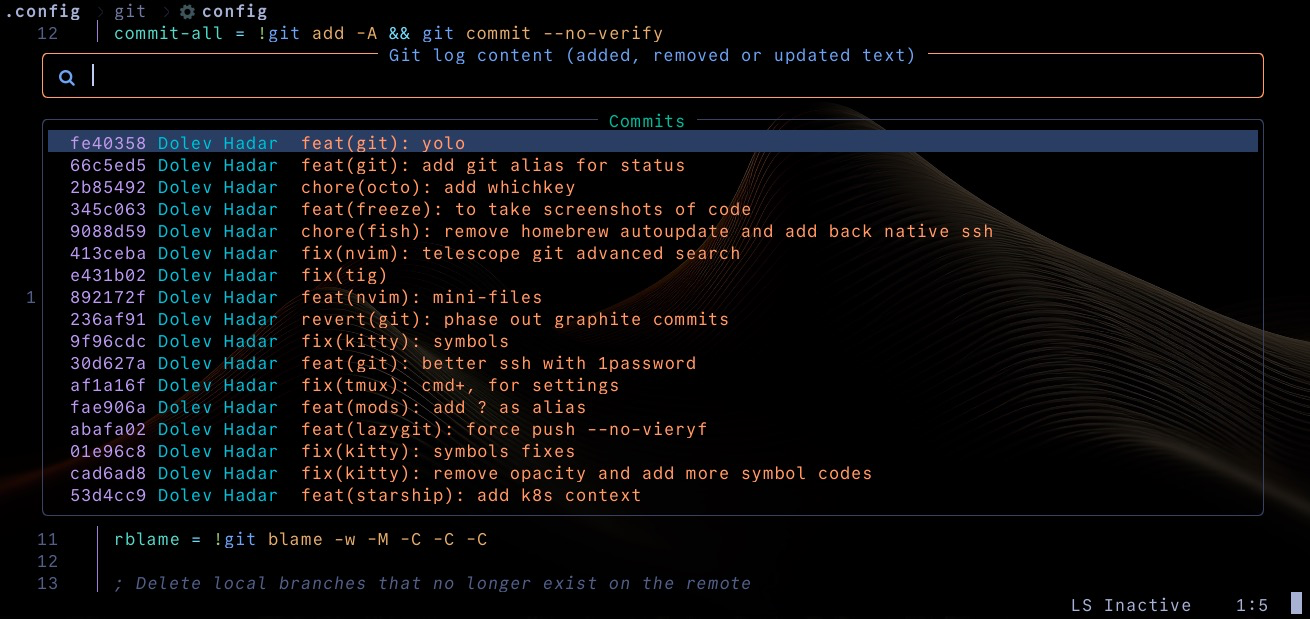 .config > git > config
12 commit-all = !git add -A && git commit --no-verify
Git log content (added, removed or updated text)
Commits
fe40358 Dolev Hadar feat(git): yolo
66c5ed5 Dolev Hadar feat(git): add git alias for status
2b85492 Dolev Hadar chore(octo): add whichkey
345c063 Dolev Hadar feat(freeze): to take screenshots of code
9088d59 Dolev Hadar chore(fish): remove homebrew autoupdate and add back native ssh
413ceba Dolev Hadar fix(nvim): telescope git advanced search
e431b02 Dolev Hadar fix(tig)
1 892172f Dolev Hadar feat(nvim): mini-files
236af91 Dolev Hadar revert(git): phase out graphite commits
9f96cdc Dolev Hadar fix(kitty): symbols
30d627a Dolev Hadar feat(git): better ssh with 1password
af1a16f Dolev Hadar fix(tmux): cmd+, for settings
fae906a Dolev Hadar feat(mods): add ? as alias
abafa02 Dolev Hadar feat(lazygit): force push --no-vieryf
01e96c8 Dolev Hadar fix(kitty): symbols fixes
cad6ad8 Dolev Hadar fix(kitty): remove opacity and add more symbol codes
53d4cc9 Dolev Hadar feat(starship): add k8s context
11 rblame = !git blame -w -M -C -C -C
12
13 ; Delete local branches that no longer exist on the remote
LS Inactive 1:5